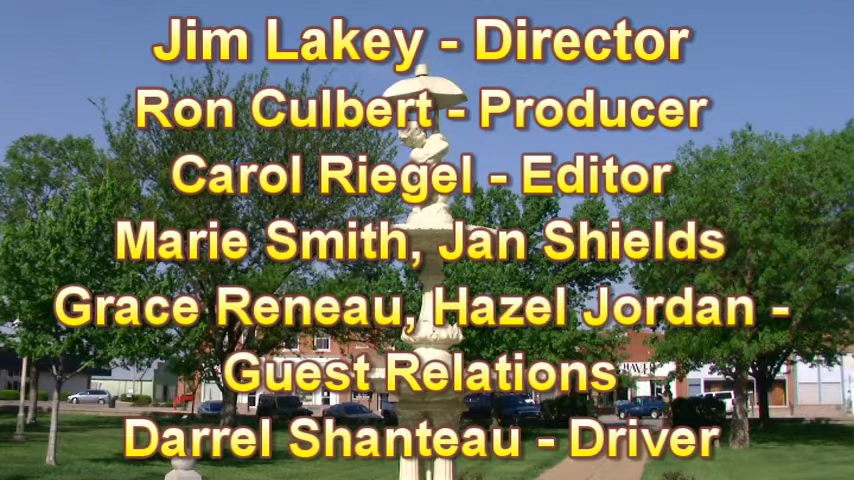 Jim Lakey - Director
Ron Culbert - Producer
Carol Riegel - Editor
Marie Smith, Jan Shields
Grace Reneau, Hazel Jordan -
Guest Relations
Darrel Shanteau - Driver